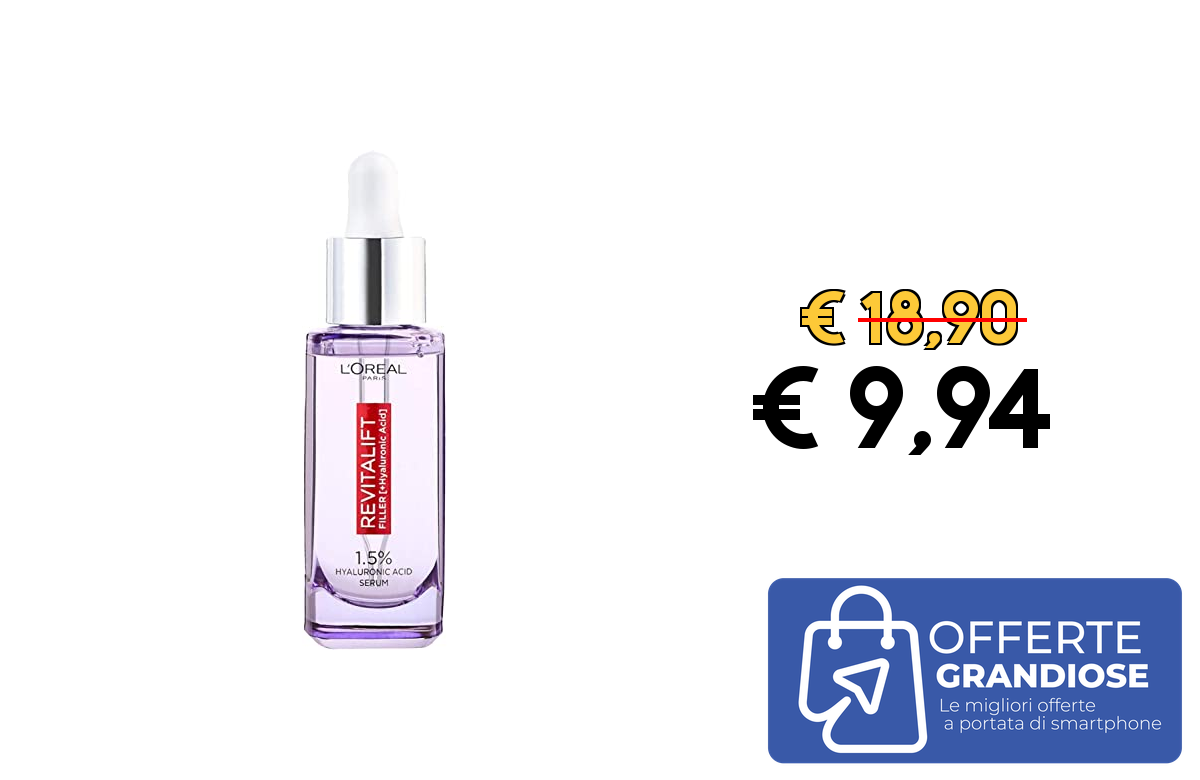 L'ORÉAL
PARIS
REVITALIFT
FILLER [+Hyaluronic Acid]
1.5%
HYALURONIC ACID
SERUM
€ 18,90
€ 9,94
OFFERTE
GRANDIOSE
Le migliori offerte
a portata di smartphone